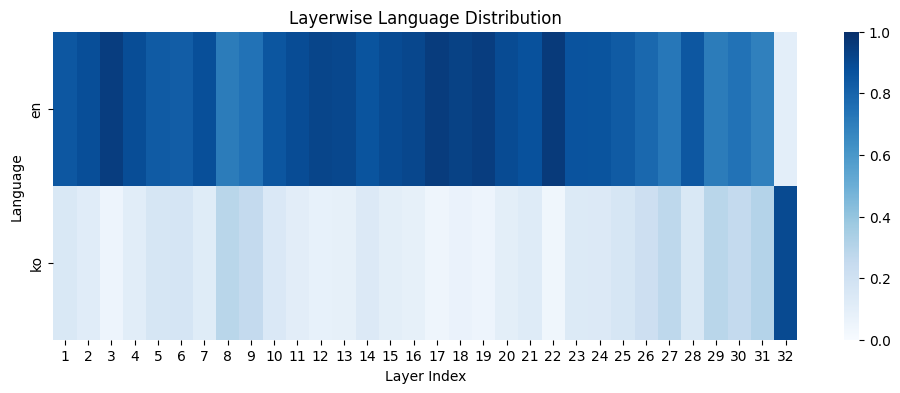 Layerwise Language Distribution
Language
en
ko
1 2 3 4 5 6 7 8 9 10 11 12 13 14 15 16 17 18 19 20 21 22 23 24 25 26 27 28 29 30 31 32
Layer Index
1.0
0.8
0.6
0.4
0.2
0.0